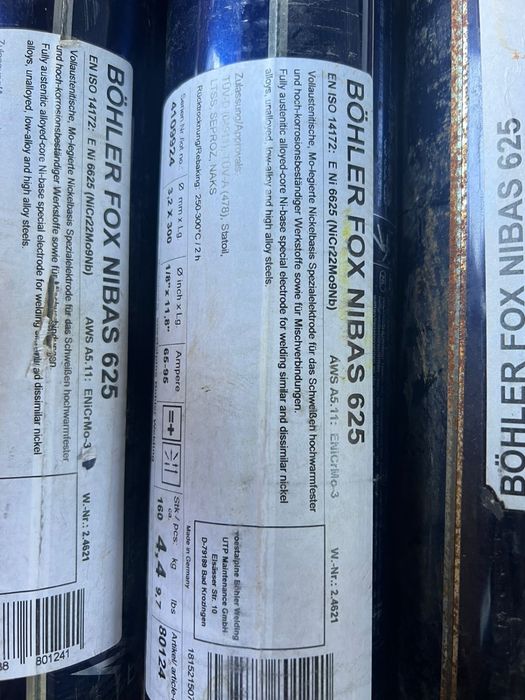 BÖHLER FOX NIBAS 625
EN ISO 14172: E Ni 6625 (NiCr22Mo9Nb) AWS A5.11: ENiCrMo-3 W.-Nr.: 2.4621
Vollaustenitische, Mo-legierte Nickelbasis Spezialelektrode für das Schweißen hochwarmfester
und hoch-korrosionsbeständiger Werkstoffe sowie für Mischverbindungen.
Fully austenitic alloyed-core Ni-base special electrode for welding similar and dissimilar nickel
alloys, unalloyed, low-alloy and high alloy steels.
Zulassung/Approvals:
Statoil,
LTSS, SEPROZ, NAKS
Rücktrocknung/Rebaking: 250-300°C / 2 h
Ø mm x Lg. Ø inch x Lg. Ampere Stk / pcs. kg lbs Artikel/ article-
ca.
4109924 3,2 X 300 1/8" x 11,8" 65-95 =+ 160 4.4 9.7 80124
voestalpine Böhler Welding
UTP Maintenance GmbH
Elsässer Str. 10
D-79189 Bad Krozingen
Made in Germany
181521507
BÖHLER FOX NIBAS 625
EN ISO 14172: E Ni 6625 (NiCr22Mo9Nb) AWS A5.11: ENiCrMo-3 W.-Nr.: 2.4621
Vollaustenitische, Mo-legierte Nickelbasis Spezialelektrode für das Schweißen hochwarmfester
und hoch-korrosionsbeständiger Werkstoffe sowie für
Fully austenitic alloyed-core Ni-base special electrode for welding ad dissimilar nickel
alloys, unalloyed, low-alloy and high alloy steels.
801241
BÖHLER FOX NIBAS 625